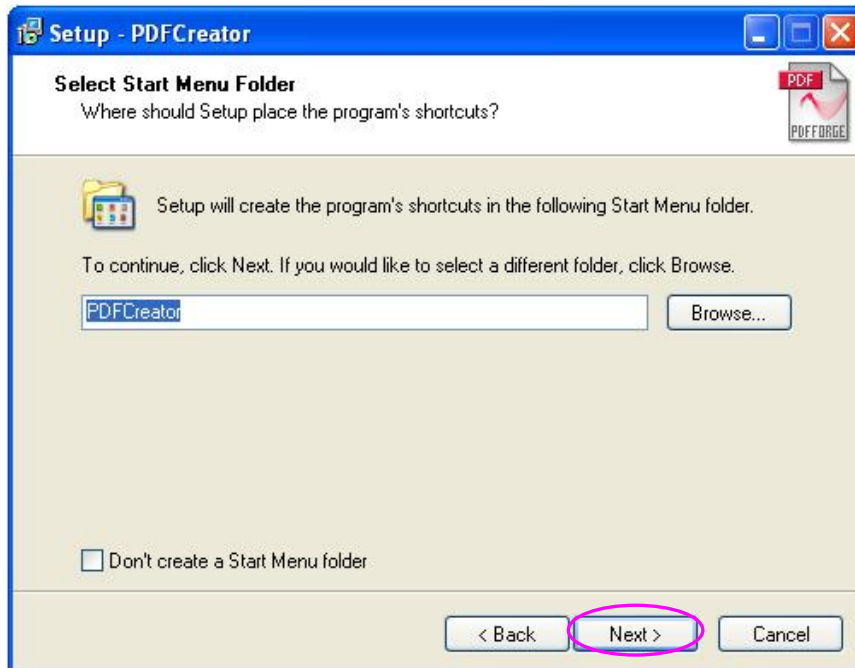 Setup - PDFCreator
Select Start Menu Folder
Where should Setup place the program's shortcuts?
PDF
PDFFORGE
Setup will create the program's shortcuts in the following Start Menu folder.
To continue, click Next. If you would like to select a different folder, click Browse.
PDFCreator
Browse...
Don't create a Start Menu folder
< Back
Next >
Cancel